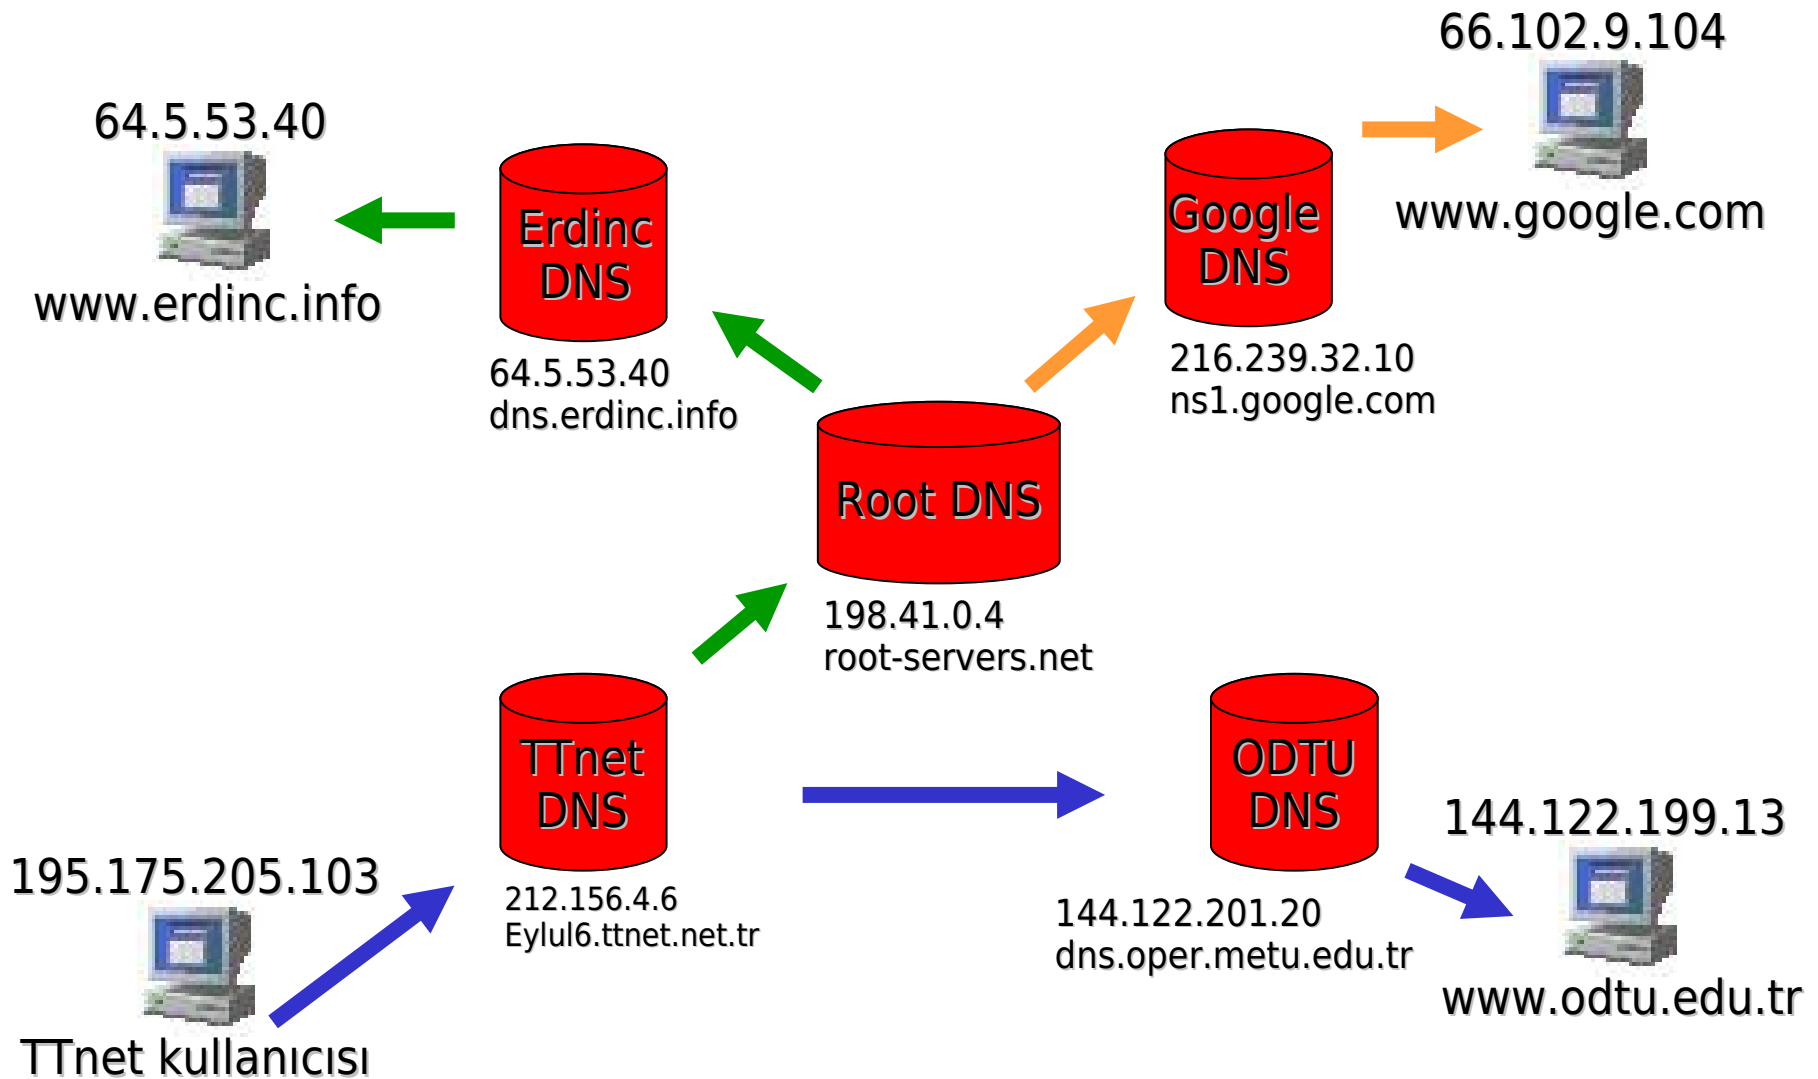 66.102.9.104
www.google.com
64.5.53.40
www.erdinc.info
Erdinc
DNS
64.5.53.40
dns.erdinc.info
Google
DNS
216.239.32.10
ns1.google.com
Root DNS
198.41.0.4
root-servers.net
TTnet
DNS
212.156.4.6
Eylul6.ttnet.net.tr
ODTU
DNS
144.122.201.20
dns.oper.metu.edu.tr
144.122.199.13
www.odtu.edu.tr
195.175.205.103
TTnet kullanıcısı